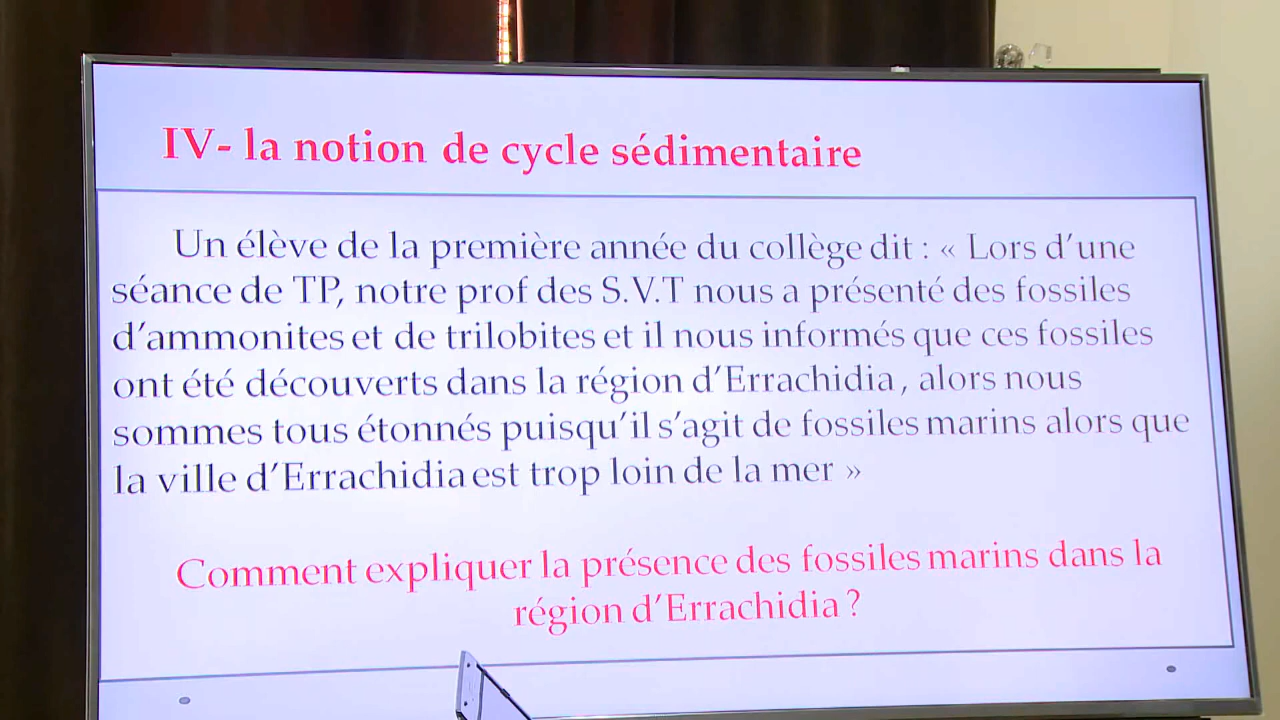 IV- la notion de cycle sédimentaire
Un élève de la première année du collège dit : « Lors d'une
séance de TP, notre prof des S.V.T nous a présenté des fossiles
d'ammonites et de trilobites et il nous informés que ces fossiles
ont été découverts dans la région d'Errachidia, alors nous
sommes tous étonnés puisqu'il s'agit de fossiles marins alors que
la ville d'Errachidia est trop loin de la mer »
Comment expliquer la présence des fossiles marins dans la
région d'Errachidia ?